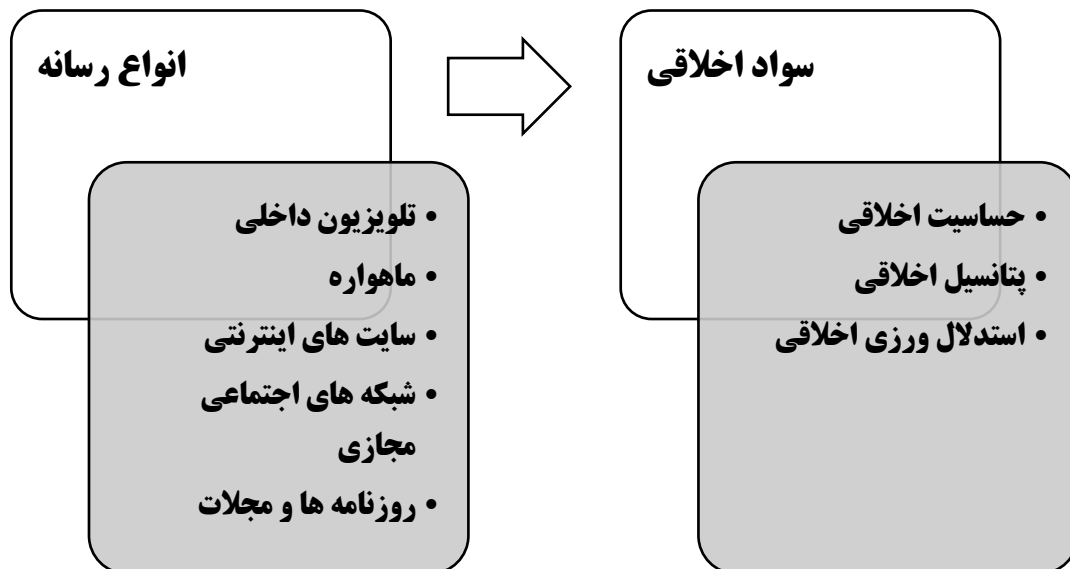 انواع رسانه
• تلویزیون داخلی
• ماهواره
• سایت های اینترنتی
• شبکه های اجتماعی
مجازی
• روزنامه ها و مجلات
سواد اخلاقی
• حساسیت اخلاقی
• پتانسیل اخلاقی
• استدلال ورزی اخلاقی